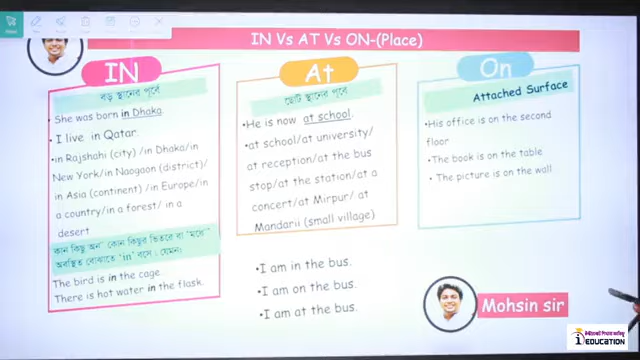 IN Vs AT Vs ON-(Place)
IN
বড় স্থানের পূর্বে
• She was born in Dhaka.
• I live in Qatar.
• in Rajshahi (city) /in Dhaka/in
New York/in Naogaon (district)/
in Asia (continent) /in Europe/in
a country/in a forest/ in a
desert
কোন কিছুর ভিতরে বা "মধ্যে"
অবস্থিত বোঝাতে "in" বসে। যেমনঃ
The bird is in the cage.
There is hot water in the flask.
At
ছোট স্থানের পূর্বে
• He is now at school.
• at school/at university/
at reception/at the bus
stop/at the station/at a
concert/at Mirpur/ at
Mandarii (small village)
• I am in the bus.
• I am on the bus.
• I am at the bus.
On
Attached Surface
• His office is on the second
floor
• The book is on the table
• The picture is on the wall
Mohsin sir
EDUCATION